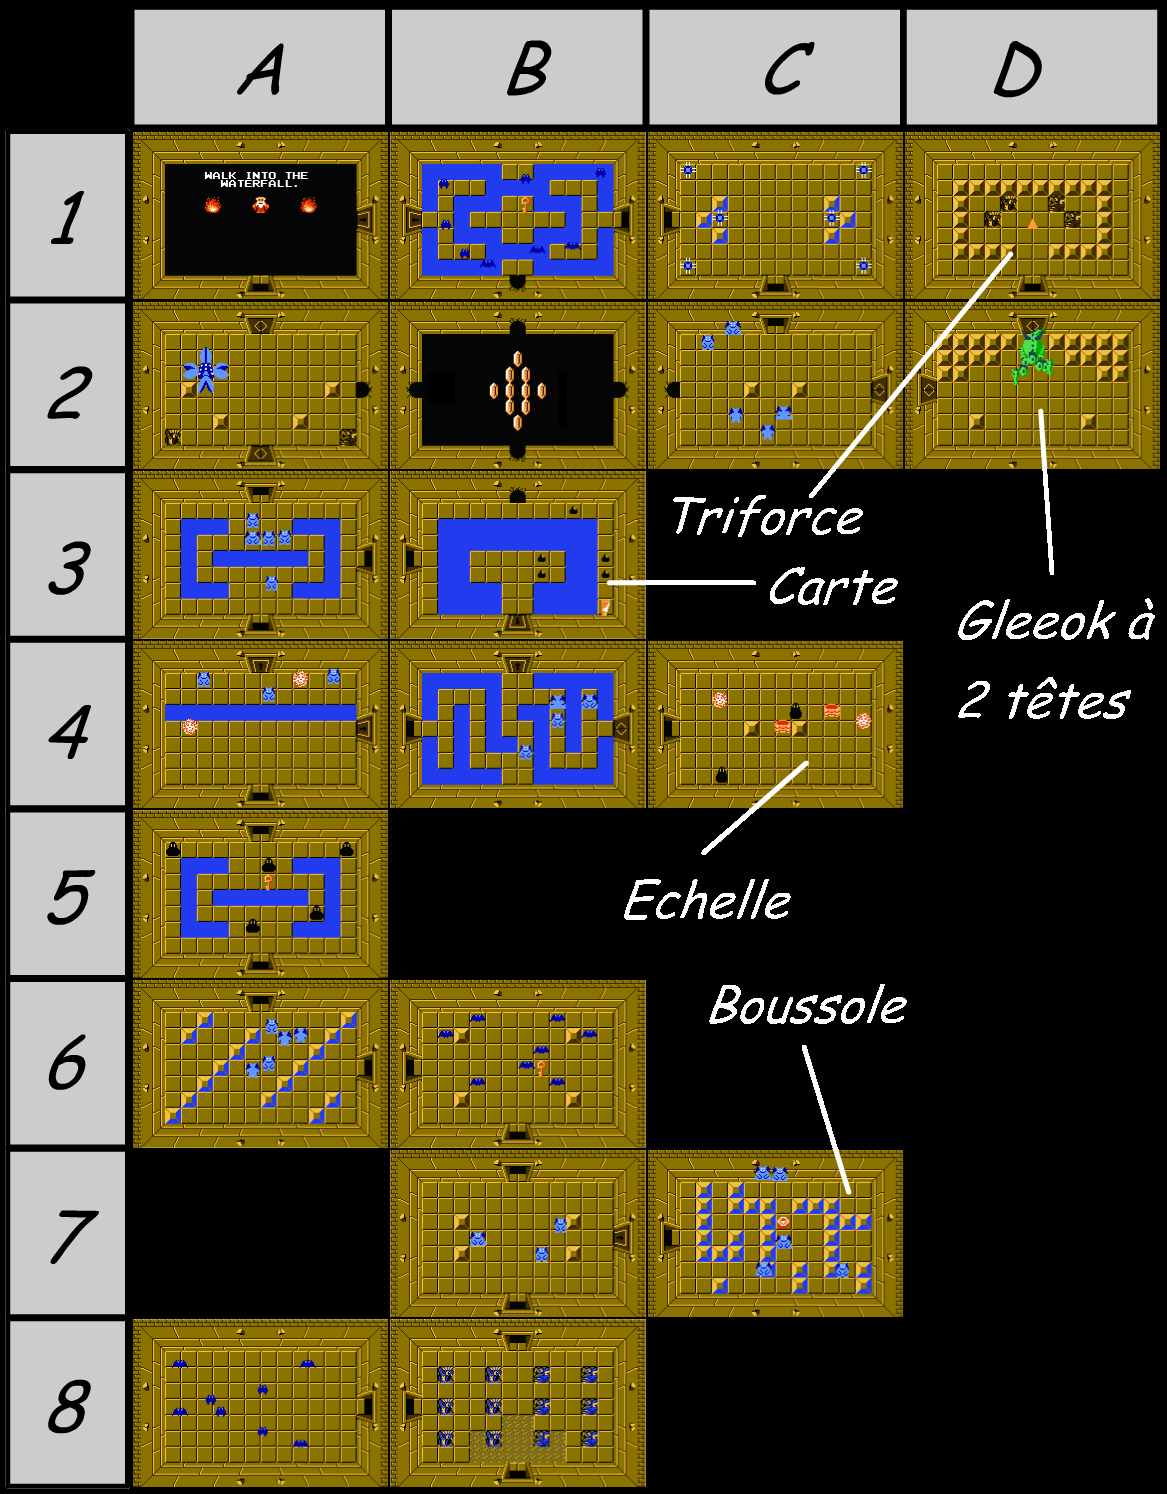 A B C D
1
WALK INTO THE
WATERFALL.
2
Triforce
3
Carte
Gleeok à
2 têtes
4
Echelle
5
Boussole
6
7
8